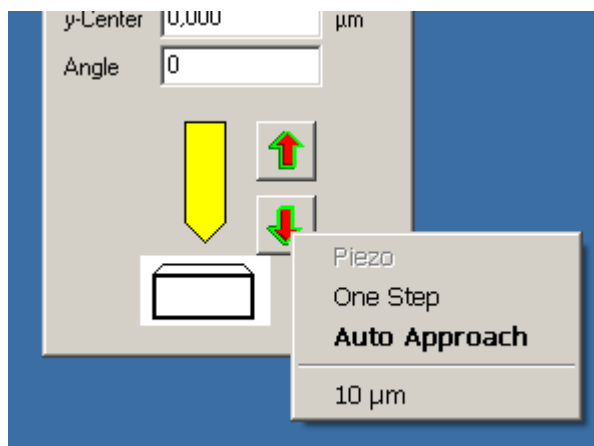 y-Center 0,000 µm
Angle 0
Piezo
One Step
Auto Approach
10 µm